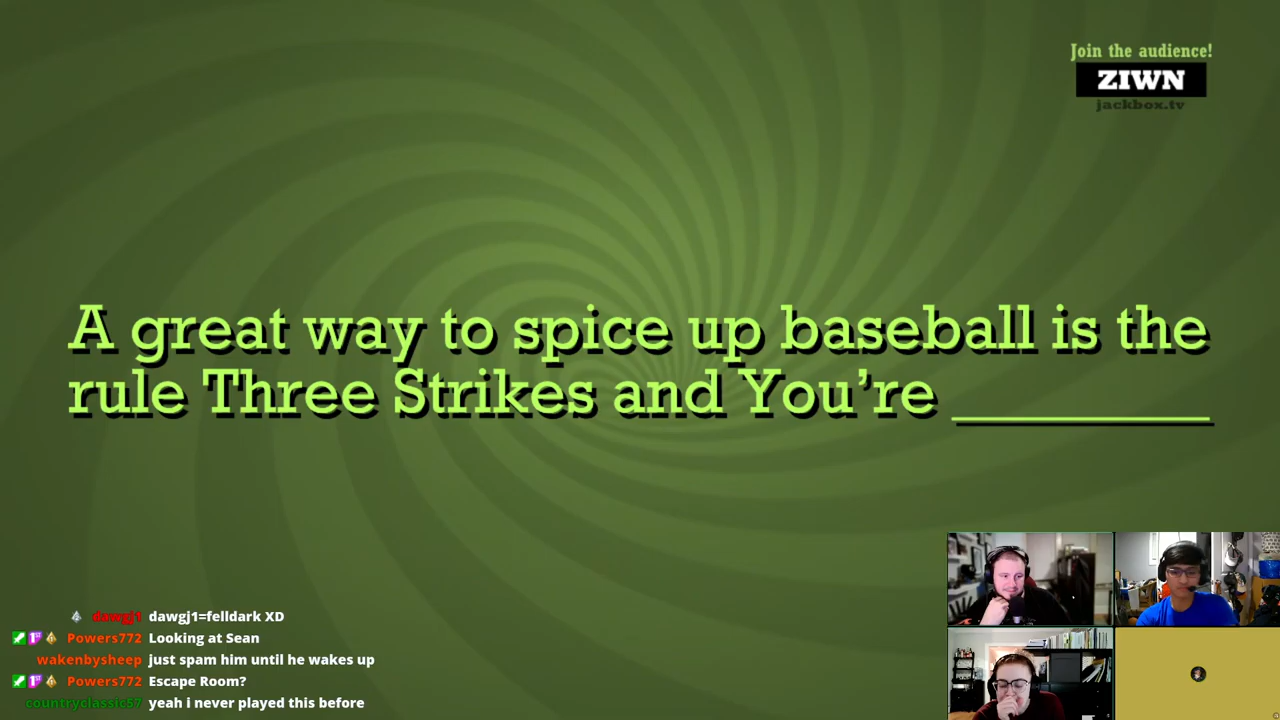 Join the audience!
ZIWN
jackbox.tv
A great way to spice up baseball is the
rule Three Strikes and You’re ________
dawgj1 dawgj1=felldark XD
Powers772 Looking at Sean
wakenbysheep just spam him until he wakes up
Powers772 Escape Room?
countryclassic57 yeah i never played this before